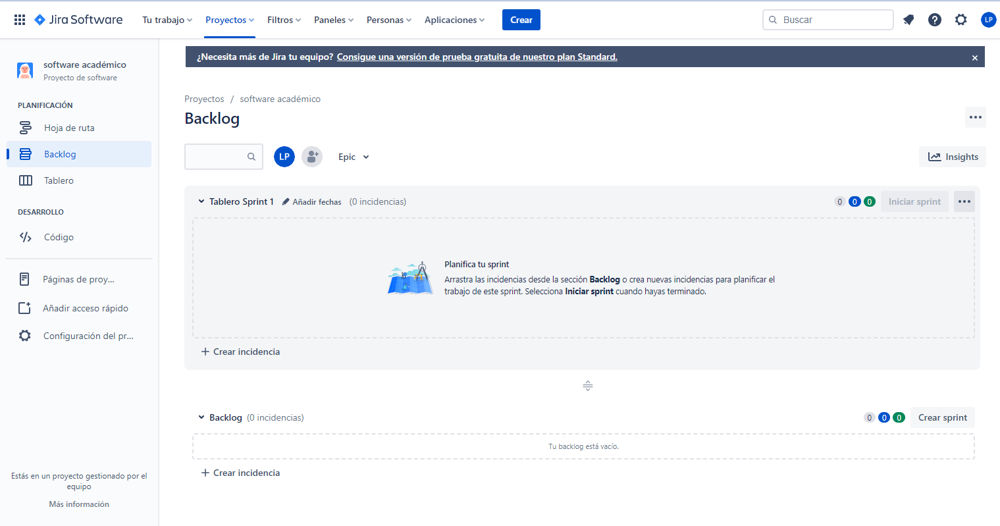 Jira Software Tu trabajo Proyectos Filtros Paneles Personas Aplicaciones Crear Buscar LP
¿Necesita más de Jira tu equipo? Consigue una versión de prueba gratuita de nuestro plan Standard.
software académico
Proyecto de software
PLANIFICACIÓN
Hoja de ruta
Backlog
Tablero
DESARROLLO
Código
Páginas de proy...
Añadir acceso rápido
Configuración del pr...
Estás en un proyecto gestionado por el
equipo
Más información
Proyectos / software académico
Backlog
LP Epic Insights
Tablero Sprint 1 Añadir fechas (0 incidencias) 0 0 0 Iniciar sprint
Planifica tu sprint
Arrastra las incidencias desde la sección Backlog o crea nuevas incidencias para planificar el
trabajo de este sprint. Selecciona Iniciar sprint cuando hayas terminado.
+ Crear incidencia
Backlog (0 incidencias) 0 0 0 Crear sprint
Tu backlog está vacío.
+ Crear incidencia